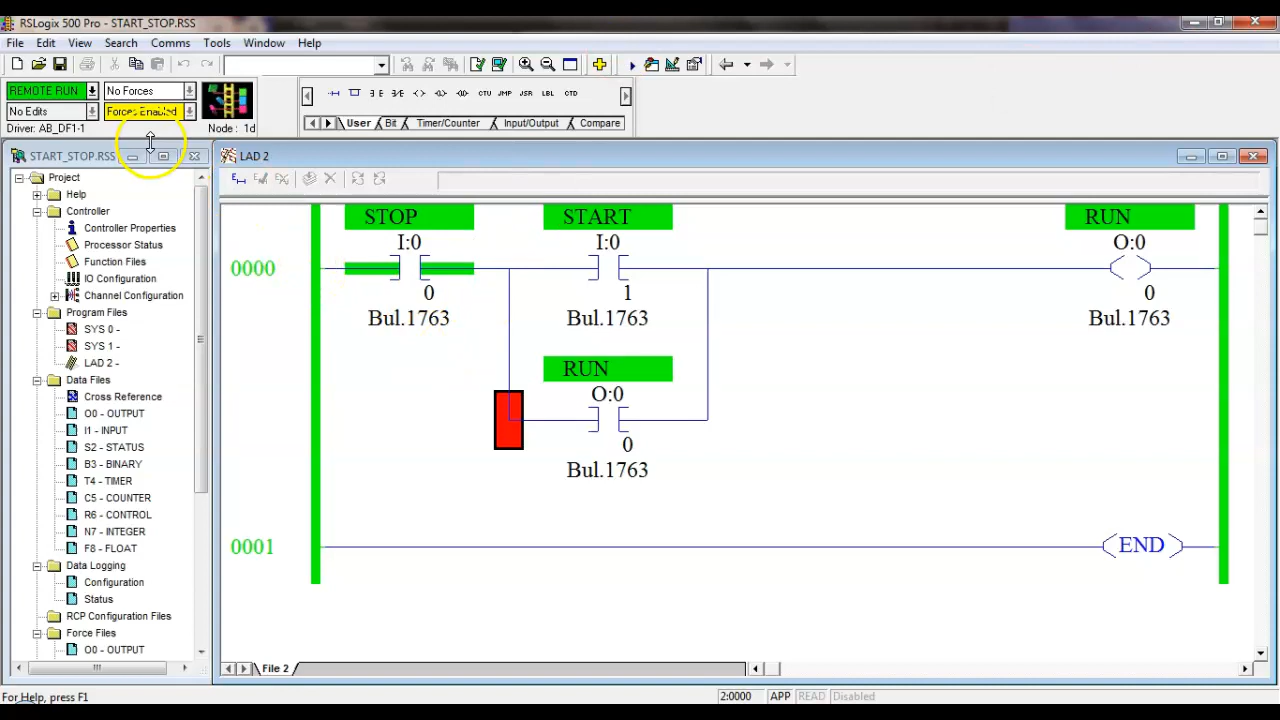 RSLogix 500 Pro - START_STOP.RSS
File Edit View Search Comms Tools Window Help
REMOTE RUN No Forces
No Edits Forces Enabled
Driver: AB_DF1-1 Node : 1d
CTU JMP JSR LBL CTD
User Bit Timer/Counter Input/Output Compare
START_STOP.RSS
Project
Help
Controller
Controller Properties
Processor Status
Function Files
IO Configuration
Channel Configuration
Program Files
SYS 0 -
SYS 1 -
LAD 2 -
Data Files
Cross Reference
O0 - OUTPUT
I1 - INPUT
S2 - STATUS
B3 - BINARY
T4 - TIMER
C5 - COUNTER
R6 - CONTROL
N7 - INTEGER
F8 - FLOAT
Data Logging
Configuration
Status
RCP Configuration Files
Force Files
O0 - OUTPUT
LAD 2
STOP START RUN
I:0 I:0 O:0
0000
0 1 0
Bul.1763 Bul.1763 Bul.1763
RUN
O:0
0
Bul.1763
0001 END
File 2
For Help, press F1
2:0000 APP READ Disabled